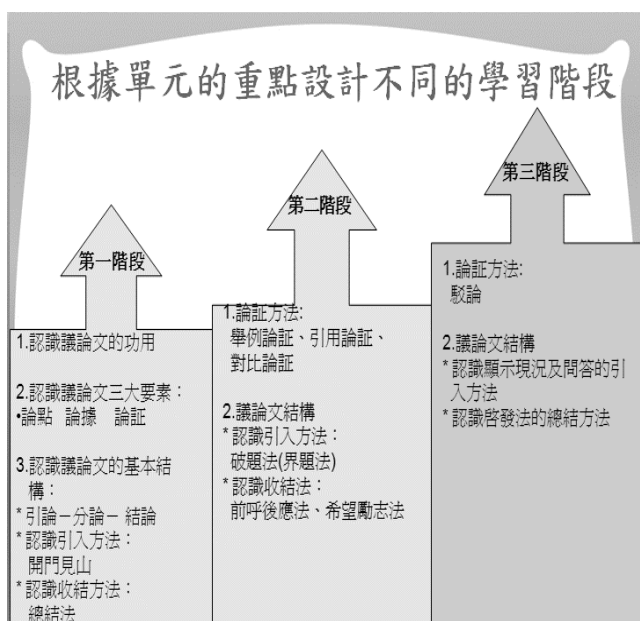 根據單元的重點設計不同的學習階段
第一階段
1.認識議論文的功用
2.認識議論文三大要素：
•論點 論據 論証
3.認識議論文的基本結
構：
*引論－分論－ 結論
*認識引入方法：
開門見山
*認識收結方法：
總結法
第二階段
1.論証方法:
舉例論証、引用論証、
對比論証
2.議論文結構
*認識引入方法：
破題法(界題法)
*認識收結法：
前呼後應法、希望勵志法
第三階段
1.論証方法:
駁論
2.議論文結構
*認識顯示現況及問答的引
入方法
*認識啓發法的總結方法